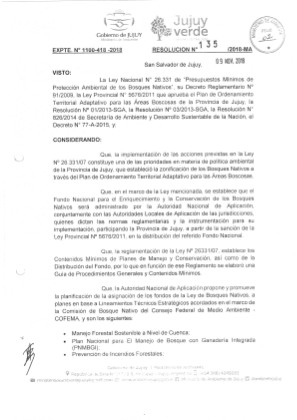 Gobierno de JUJUY
Jujuy
verde
EXPTE. Nº 1100-418 -2018
RESOLUCION Nº 135 /2018-MA
San Salvador de Jujuy, 09 NOV. 2018
VISTO:
La Ley Nacional Nº 26.331 de "Presupuestos Mínimos de
Protección Ambiental de los Bosques Nativos", su Decreto Reglamentario Nº
91/2009, la Ley Provincial Nº 5676/2011 que aprueba el Plan de Ordenamiento
Territorial Adaptativo para las Áreas Boscosas de la Provincia de Jujuy, la
Resolución Nº 01/2013-SGA, la Resolución Nº 03/2013-SGA, la Resolución Nº
826/2014 de Secretaría de Ambiente y Desarrollo Sustentable de la Nación, el
Decreto Nº 77-A-2015, y
CONSIDERANDO:
Que, la implementación de las acciones previstas en la Ley
Nº 26.331/07 constituye una de las prioridades en materia de política ambiental
de la Provincia de Jujuy, que estableció la zonificación de los Bosques Nativos a
través del Plan de Ordenamiento Territorial Adaptativo para las Áreas Boscosas.
Que, en el marco de la Ley mencionada, se establece que el
Fondo Nacional para el Enriquecimiento y la Conservación de los Bosques
Nativos será administrado por la Autoridad Nacional de Aplicación,
conjuntamente con las Autoridades Locales de Aplicación de las jurisdicciones,
quienes dictan las normas reglamentarias y la instrumentación para su
implementación, participando la Provincia de Jujuy, a partir de la sanción de la
Ley Provincial Nº 5676/2011, en la distribución del referido Fondo Nacional.
Que, la reglamentación de la Ley Nº 26331/07, establece los
Contenidos Mínimos de Planes de Manejo y Conservación, así como de la
Distribución del Fondo, por lo que en función de ese Reglamento se elaboró una
Guía de Procedimientos Generales y Contenidos Mínimos.
Que, la Autoridad Nacional de Aplicación propone y promueve
la planificación de la asignación de los fondos de la Ley de Bosques Nativos, a
planes en base a Lineamientos Técnicos Estratégicos acordados en el marco de
la Comisión de Bosque Nativo del Consejo Federal de Medio Ambiente -
COFEMA, y son los siguientes:
• Manejo Forestal Sostenible a Nivel de Cuenca;
• Plan Nacional para El Manejo de Bosque con Ganadería Integrada
(PNMBGI);
• Prevención de Incendios Forestales;